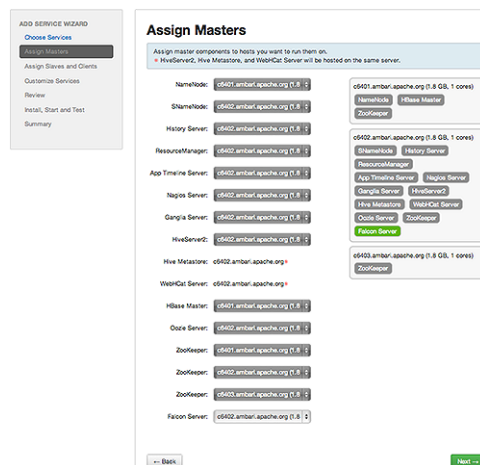 ADD SERVICE WIZARD
Choose Services
Assign Masters
Assign Slaves and Clients
Customize Services
Review
Install, Start and Test
Summary
Assign Masters
Assign master components to hosts you want to run them on.
* HiveServer2, Hive Metastore, and WebHCat Server will be hosted on the same server.
NameNode: c6401.ambari.apache.org (1.8
SNameNode: c6402.ambari.apache.org (1.8
History Server: c6402.ambari.apache.org (1.8
ResourceManager: c6402.ambari.apache.org (1.8
App Timeline Server: c6402.ambari.apache.org (1.8
Nagios Server: c6402.ambari.apache.org (1.8
Ganglia Server: c6402.ambari.apache.org (1.8
HiveServer2: c6402.ambari.apache.org (1.8
Hive Metastore: c6402.ambari.apache.org*
WebHCat Server: c6402.ambari.apache.org*
HBase Master: c6401.ambari.apache.org (1.8
Oozie Server: c6402.ambari.apache.org (1.8
ZooKeeper: c6401.ambari.apache.org (1.8
ZooKeeper: c6402.ambari.apache.org (1.8
ZooKeeper: c6403.ambari.apache.org (1.8
Falcon Server: c6402.ambari.apache.org (1.8
c6401.ambari.apache.org (1.8 GB, 1 cores)
NameNode HBase Master
ZooKeeper
c6402.ambari.apache.org (1.8 GB, 1 cores)
SNameNode History Server
ResourceManager
App Timeline Server Nagios Server
Ganglia Server HiveServer2
Hive Metastore WebHCat Server
Oozie Server ZooKeeper
Falcon Server
c6403.ambari.apache.org (1.8 GB, 1 cores)
ZooKeeper
← Back
Next →